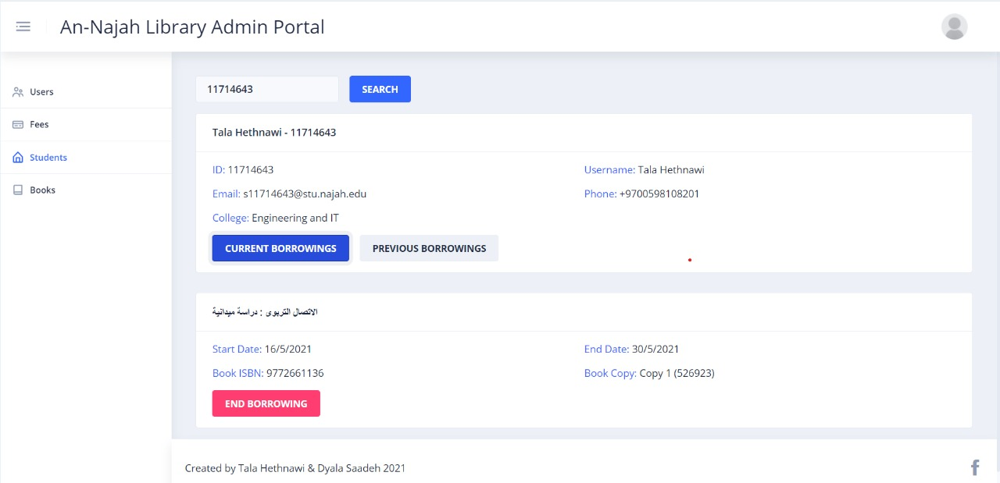 An-Najah Library Admin Portal
Users
Fees
Students
Books
11714643 SEARCH
Tala Hethnawi - 11714643
ID: 11714643 Username: Tala Hethnawi
Email: s11714643@stu.najah.edu Phone: +9700598108201
College: Engineering and IT
CURRENT BORROWINGS PREVIOUS BORROWINGS
الاتصال التربوى : دراسة ميدانية
Start Date: 16/5/2021 End Date: 30/5/2021
Book ISBN: 9772661136 Book Copy: Copy 1 (526923)
END BORROWING
Created by Tala Hethnawi & Dyala Saadeh 2021